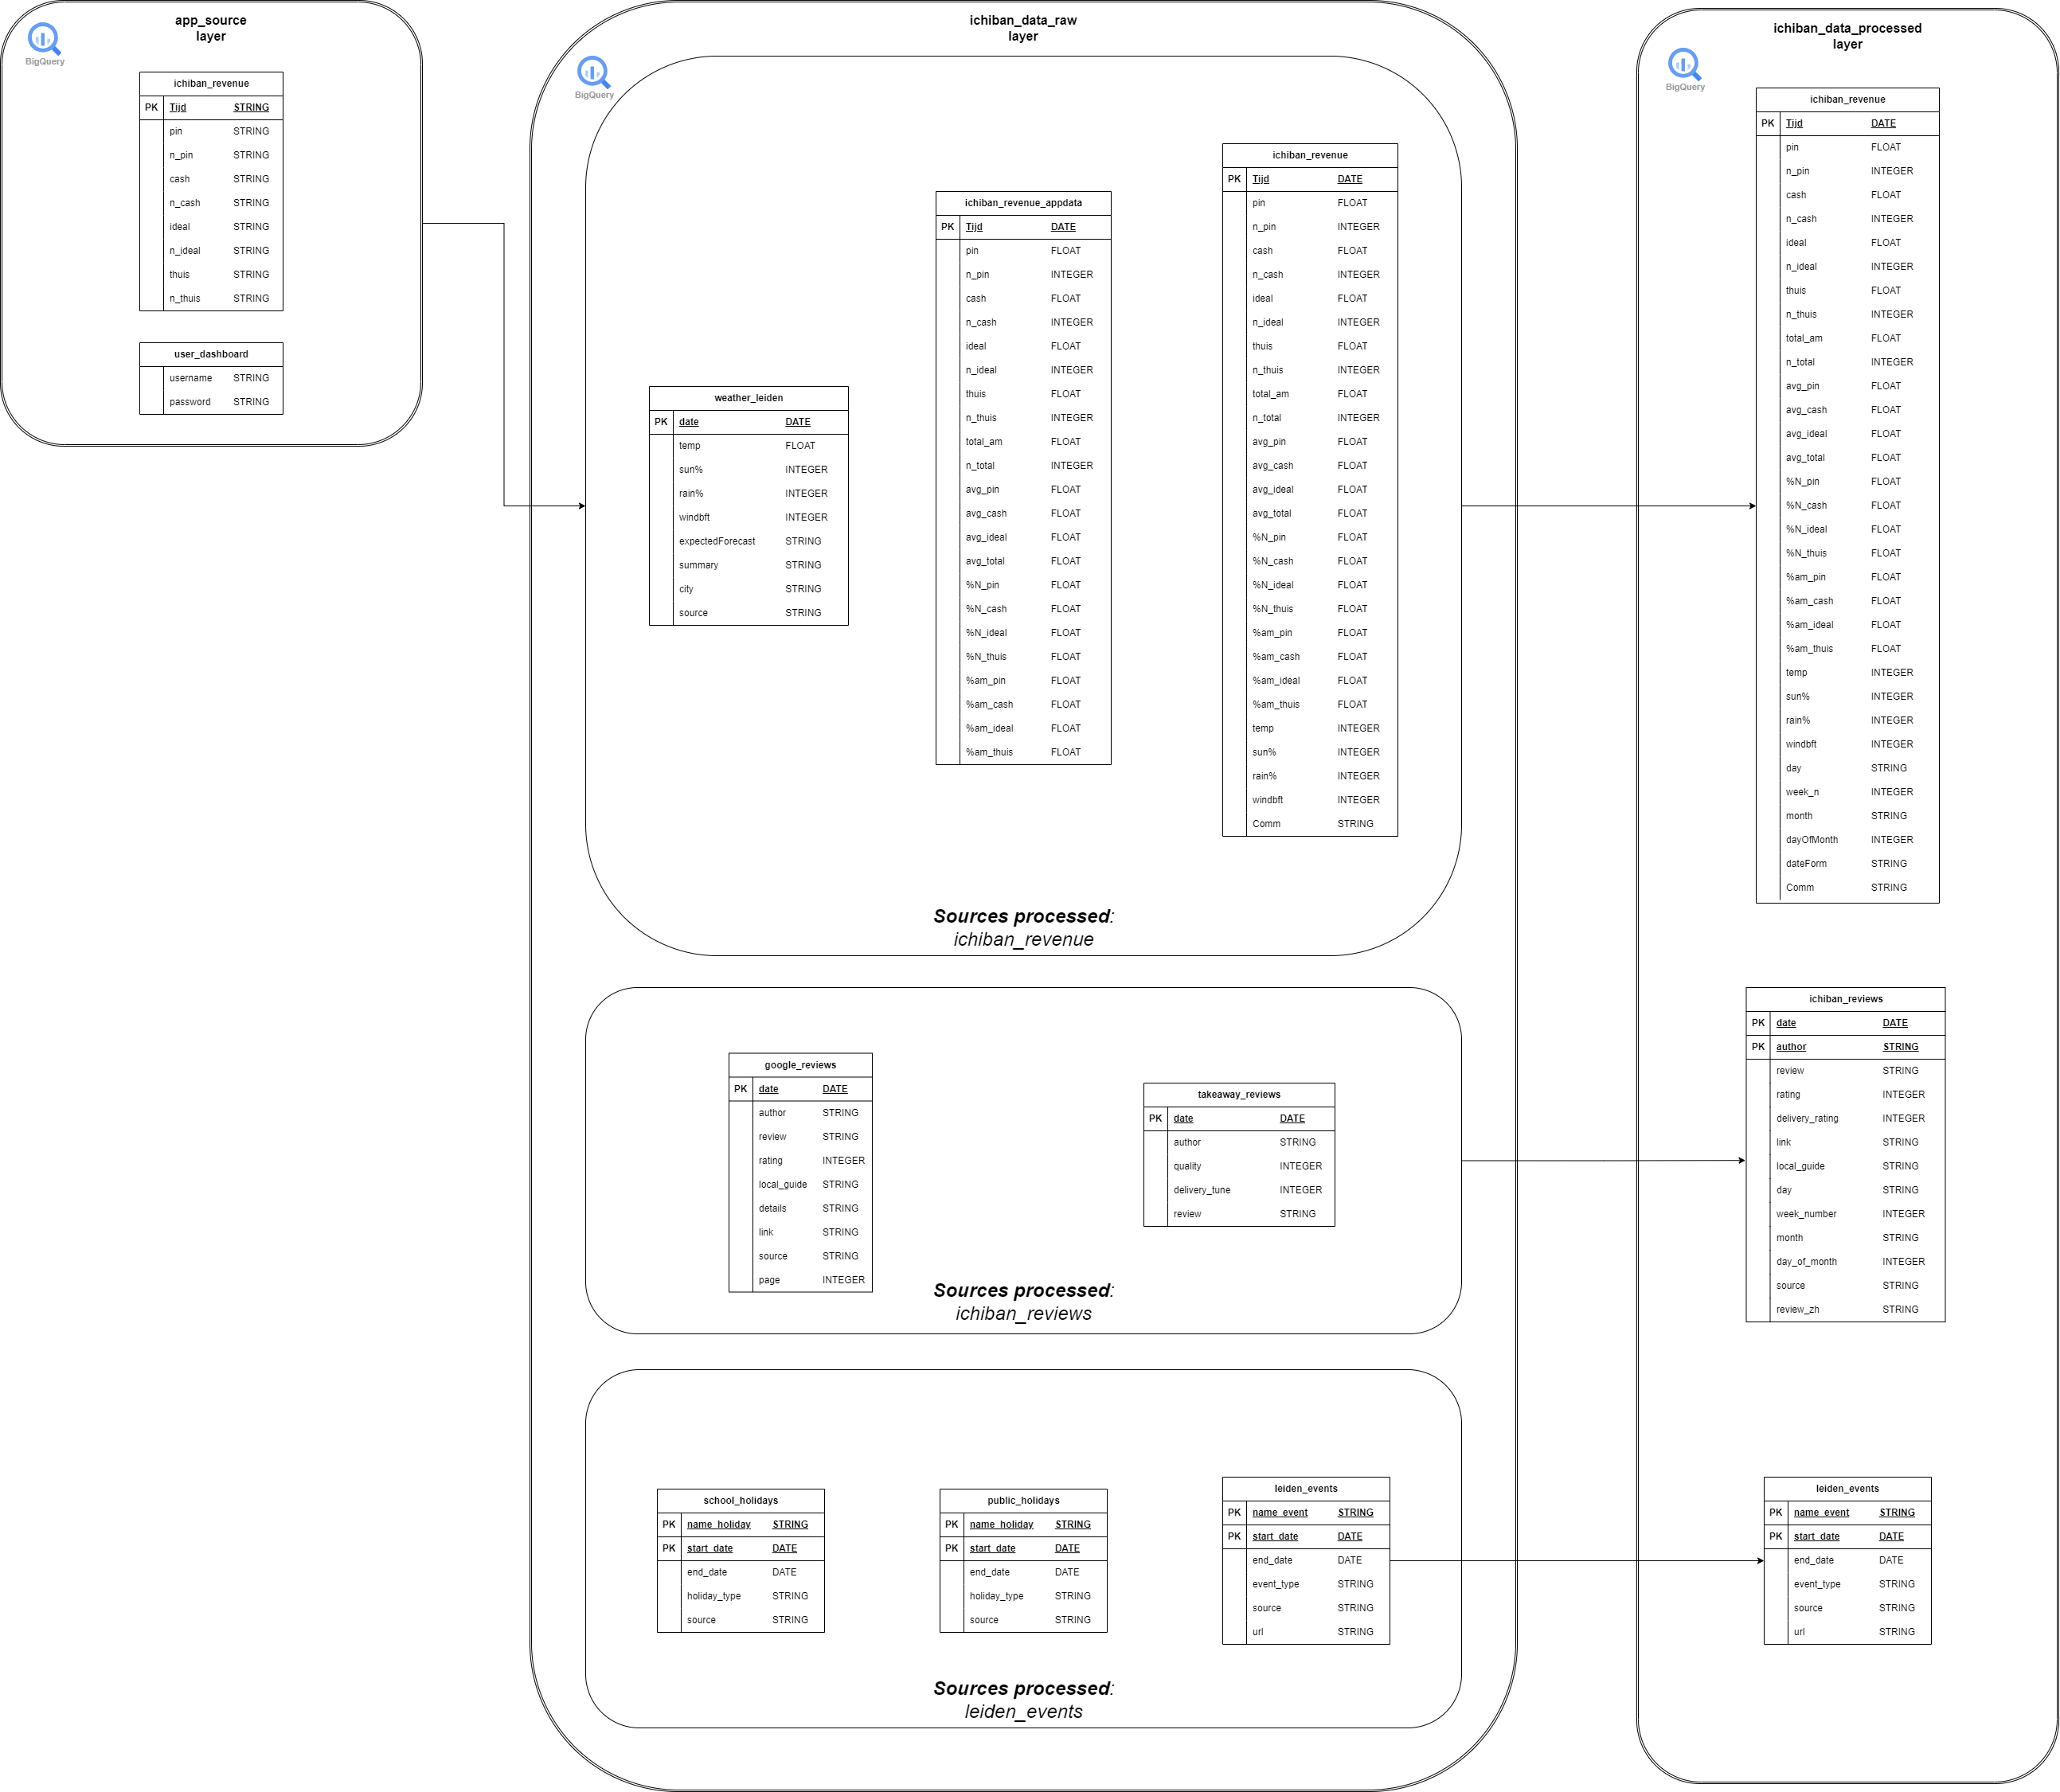 app_source
layer
BigQuery
ichiban_revenue
PK Tijd STRING
pin STRING
n_pin STRING
cash STRING
n_cash STRING
ideal STRING
n_ideal STRING
thuis STRING
n_thuis STRING
user_dashboard
username STRING
password STRING
ichiban_data_raw
layer
BigQuery
weather_leiden
PK date DATE
temp FLOAT
sun% INTEGER
rain% INTEGER
windbft INTEGER
expectedForecast STRING
summary STRING
city STRING
source STRING
ichiban_revenue_appdata
PK Tijd DATE
pin FLOAT
n_pin INTEGER
cash FLOAT
n_cash INTEGER
ideal FLOAT
n_ideal INTEGER
thuis FLOAT
n_thuis INTEGER
total_am FLOAT
n_total INTEGER
avg_pin FLOAT
avg_cash FLOAT
avg_ideal FLOAT
avg_total FLOAT
%N_pin FLOAT
%N_cash FLOAT
%N_ideal FLOAT
%N_thuis FLOAT
%am_pin FLOAT
%am_cash FLOAT
%am_ideal FLOAT
%am_thuis FLOAT
ichiban_revenue
PK Tijd DATE
pin FLOAT
n_pin INTEGER
cash FLOAT
n_cash INTEGER
ideal FLOAT
n_ideal INTEGER
thuis FLOAT
n_thuis INTEGER
total_am FLOAT
n_total INTEGER
avg_pin FLOAT
avg_cash FLOAT
avg_ideal FLOAT
avg_total FLOAT
%N_pin FLOAT
%N_cash FLOAT
%N_ideal FLOAT
%N_thuis FLOAT
%am_pin FLOAT
%am_cash FLOAT
%am_ideal FLOAT
%am_thuis FLOAT
temp INTEGER
sun% INTEGER
rain% INTEGER
windbft INTEGER
Comm STRING
Sources processed:
ichiban_revenue
google_reviews
PK date DATE
author STRING
review STRING
rating INTEGER
local_guide STRING
details STRING
link STRING
source STRING
page INTEGER
takeaway_reviews
PK date DATE
author STRING
quality INTEGER
delivery_tune INTEGER
review STRING
Sources processed:
ichiban_reviews
school_holidays
PK name_holiday STRING
PK start_date DATE
end_date DATE
holiday_type STRING
source STRING
public_holidays
PK name_holiday STRING
PK start_date DATE
end_date DATE
holiday_type STRING
source STRING
leiden_events
PK name_event STRING
PK start_date DATE
end_date DATE
event_type STRING
source STRING
url STRING
Sources processed:
leiden_events
ichiban_data_processed
layer
BigQuery
ichiban_revenue
PK Tijd DATE
pin FLOAT
n_pin INTEGER
cash FLOAT
n_cash INTEGER
ideal FLOAT
n_ideal INTEGER
thuis FLOAT
n_thuis INTEGER
total_am FLOAT
n_total INTEGER
avg_pin FLOAT
avg_cash FLOAT
avg_ideal FLOAT
avg_total FLOAT
%N_pin FLOAT
%N_cash FLOAT
%N_ideal FLOAT
%N_thuis FLOAT
%am_pin FLOAT
%am_cash FLOAT
%am_ideal FLOAT
%am_thuis FLOAT
temp INTEGER
sun% INTEGER
rain% INTEGER
windbft INTEGER
day STRING
week_n INTEGER
month STRING
dayOfMonth INTEGER
dateForm STRING
Comm STRING
ichiban_reviews
PK date DATE
PK author STRING
review STRING
rating INTEGER
delivery_rating INTEGER
link STRING
local_guide STRING
day STRING
week_number INTEGER
month STRING
day_of_month INTEGER
source STRING
review_zh STRING
leiden_events
PK name_event STRING
PK start_date DATE
end_date DATE
event_type STRING
source STRING
url STRING